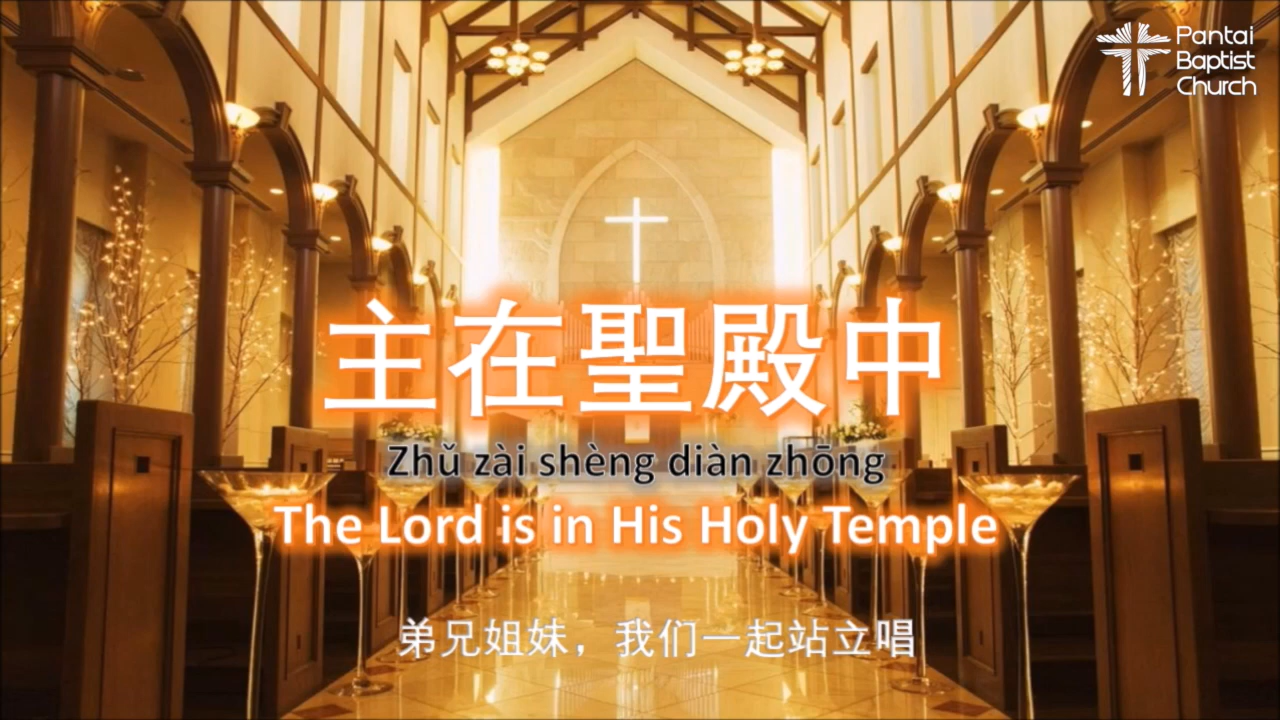 Pantai
Baptist
Church
主在聖殿中
Zhǔ zài shèng diàn zhōng
The Lord is in His Holy Temple
弟兄姐妹，我们一起站立唱